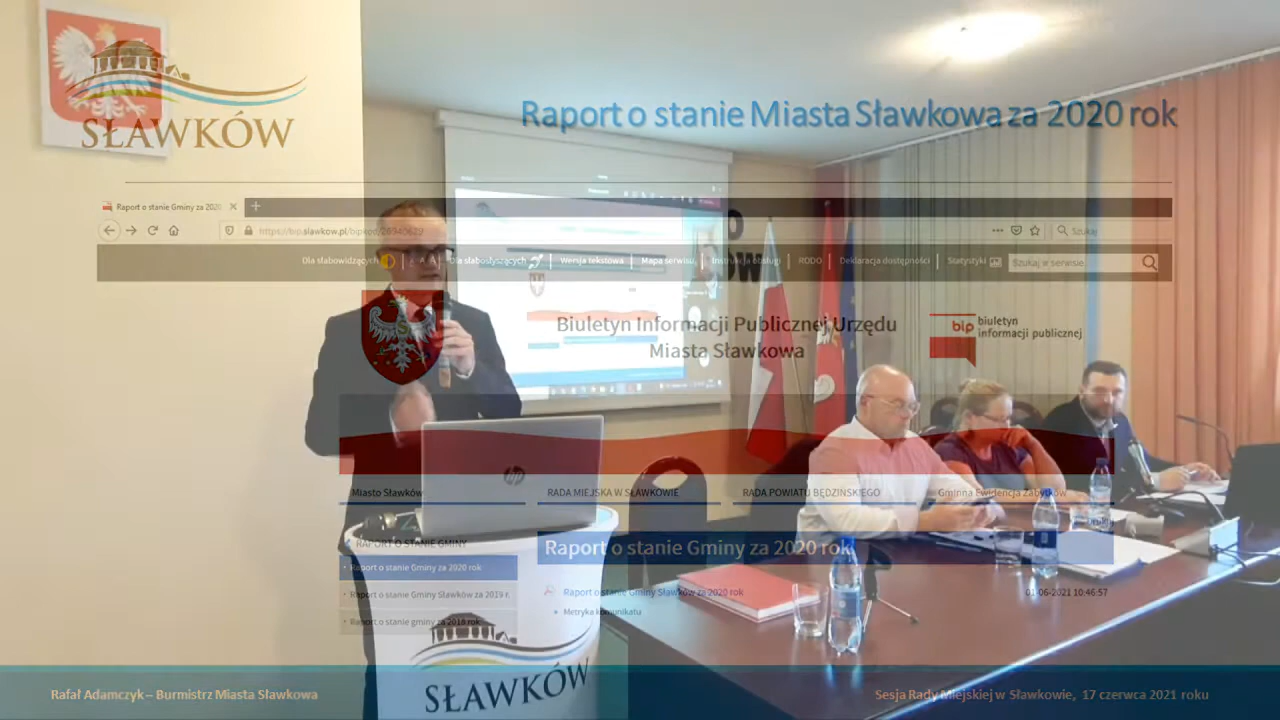 SŁAWKÓW
Raport o stanie Miasta Sławkowa za 2020 rok
Raport o stanie Gminy za 2020
https://bip.slawkow.pl/bipkod/26940629
Szukaj
Dla słabowidzących
A A
Dla słabosłyszących
Wersja tekstowa
Mapa serwisu
Instrukcja obsługi
RODO
Deklaracja dostępności
Statystyki
Szukaj w serwisie
Biuletyn Informacji Publicznej Urzędu
Miasta Sławkowa
bip
biuletyn
informacji publicznej
Miasto Sławków
RADA MIEJSKA W SŁAWKOWIE
RADA POWIATU BĘDZIŃSKIEGO
Gminna Ewidencja Zabytków
hp
RAPORT O STANIE GMINY
Raport o stanie Gminy za 2020 rok
Raport o stanie Gminy Sławków za 2019 r.
Raport o stanie gminy za 2018 rok
Raport o stanie Gminy za 2020 rok
Raport o stanie Gminy Sławków za 2020 rok
01-06-2021 10:46:57
Metryka komunikatu
SŁAWKÓW
Rafał Adamczyk – Burmistrz Miasta Sławkowa
Sesja Rady Miejskiej w Sławkowie, 17 czerwca 2021 roku